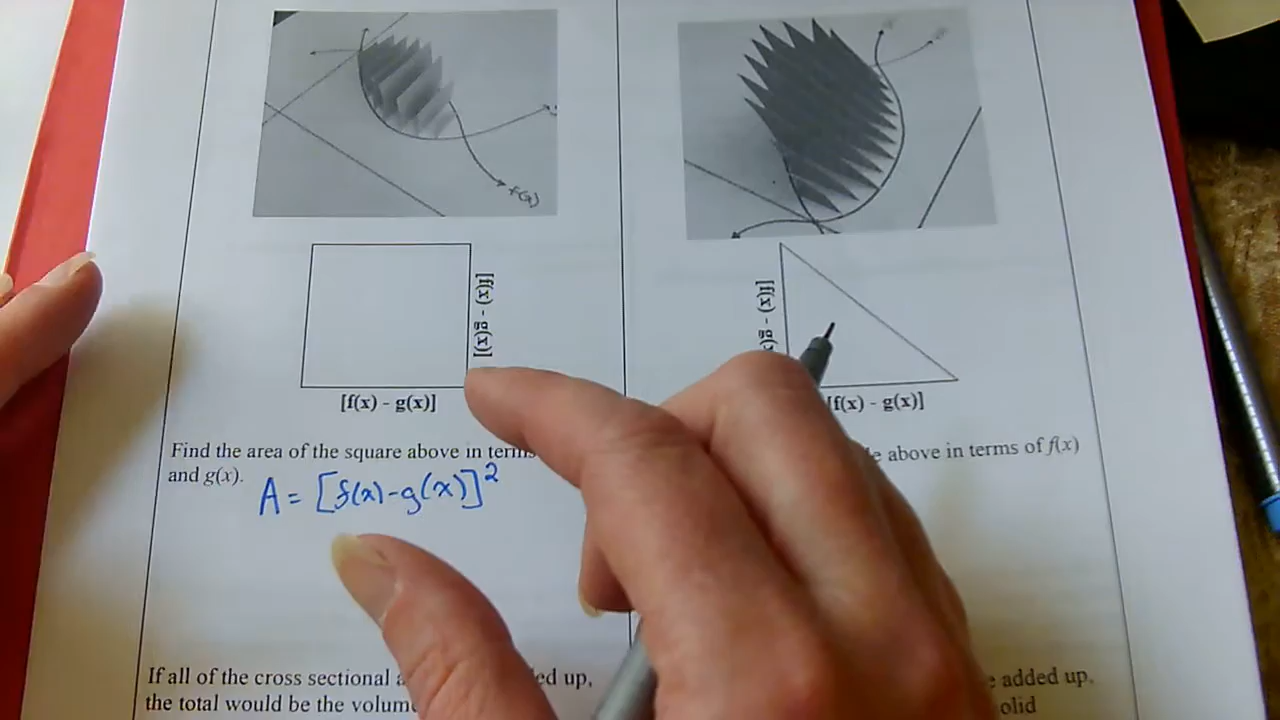 f(x)
[f(x) - g(x)]
[f(x) - g(x)]
Find the area of the square above in terms
and g(x).
A = [f(x)-g(x)]²
If all of the cross sectional
ed up,
the total would be the volume
[f(x) - g(x
[f(x) - g(x)]
above in terms of f(x)
added up,
olid